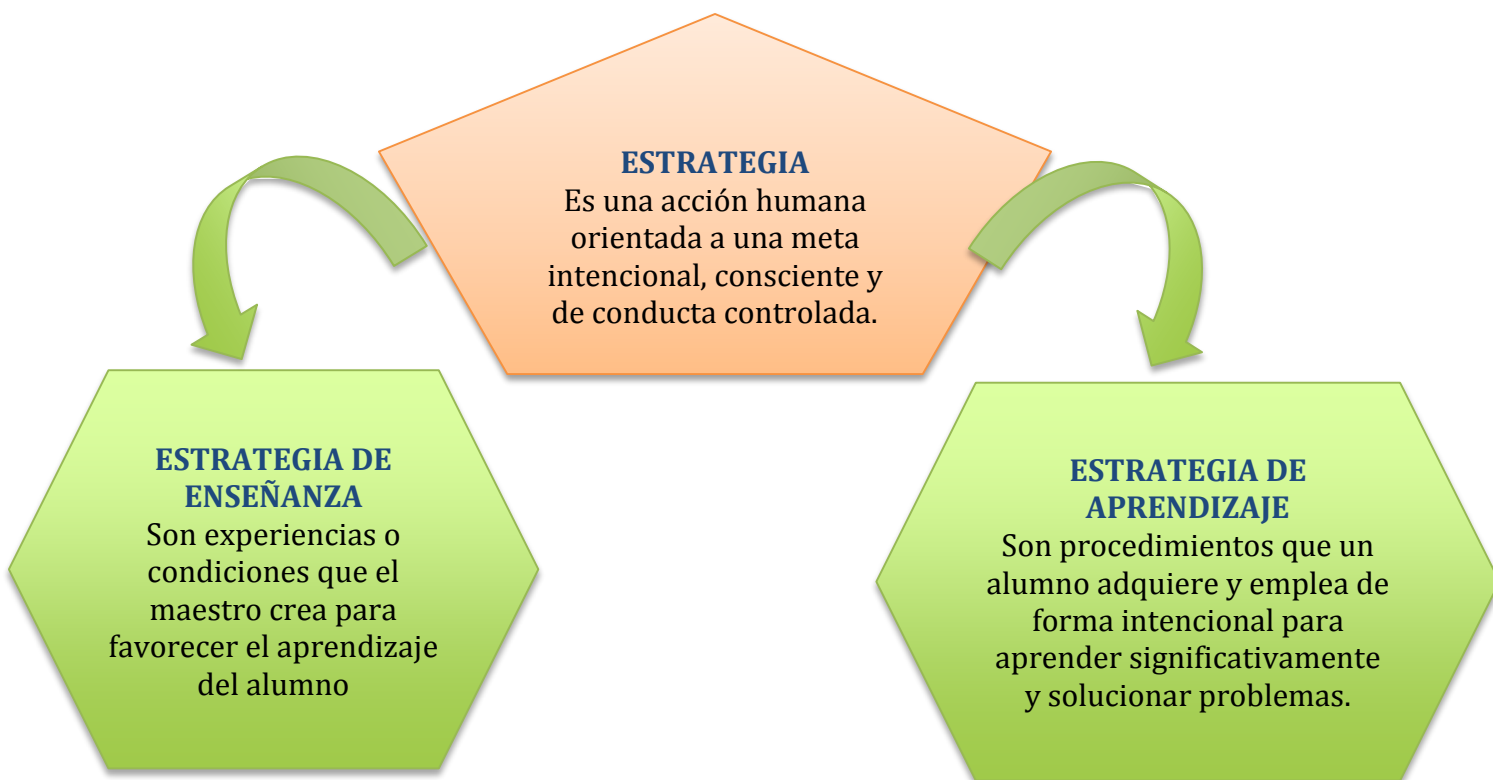 ESTRATEGIA
Es una acción humana
orientada a una meta
intencional, consciente y
de conducta controlada.
ESTRATEGIA DE
ENSEÑANZA
Son experiencias o
condiciones que el
maestro crea para
favorecer el aprendizaje
del alumno
ESTRATEGIA DE
APRENDIZAJE
Son procedimientos que un
alumno adquiere y emplea de
forma intencional para
aprender significativamente
y solucionar problemas.